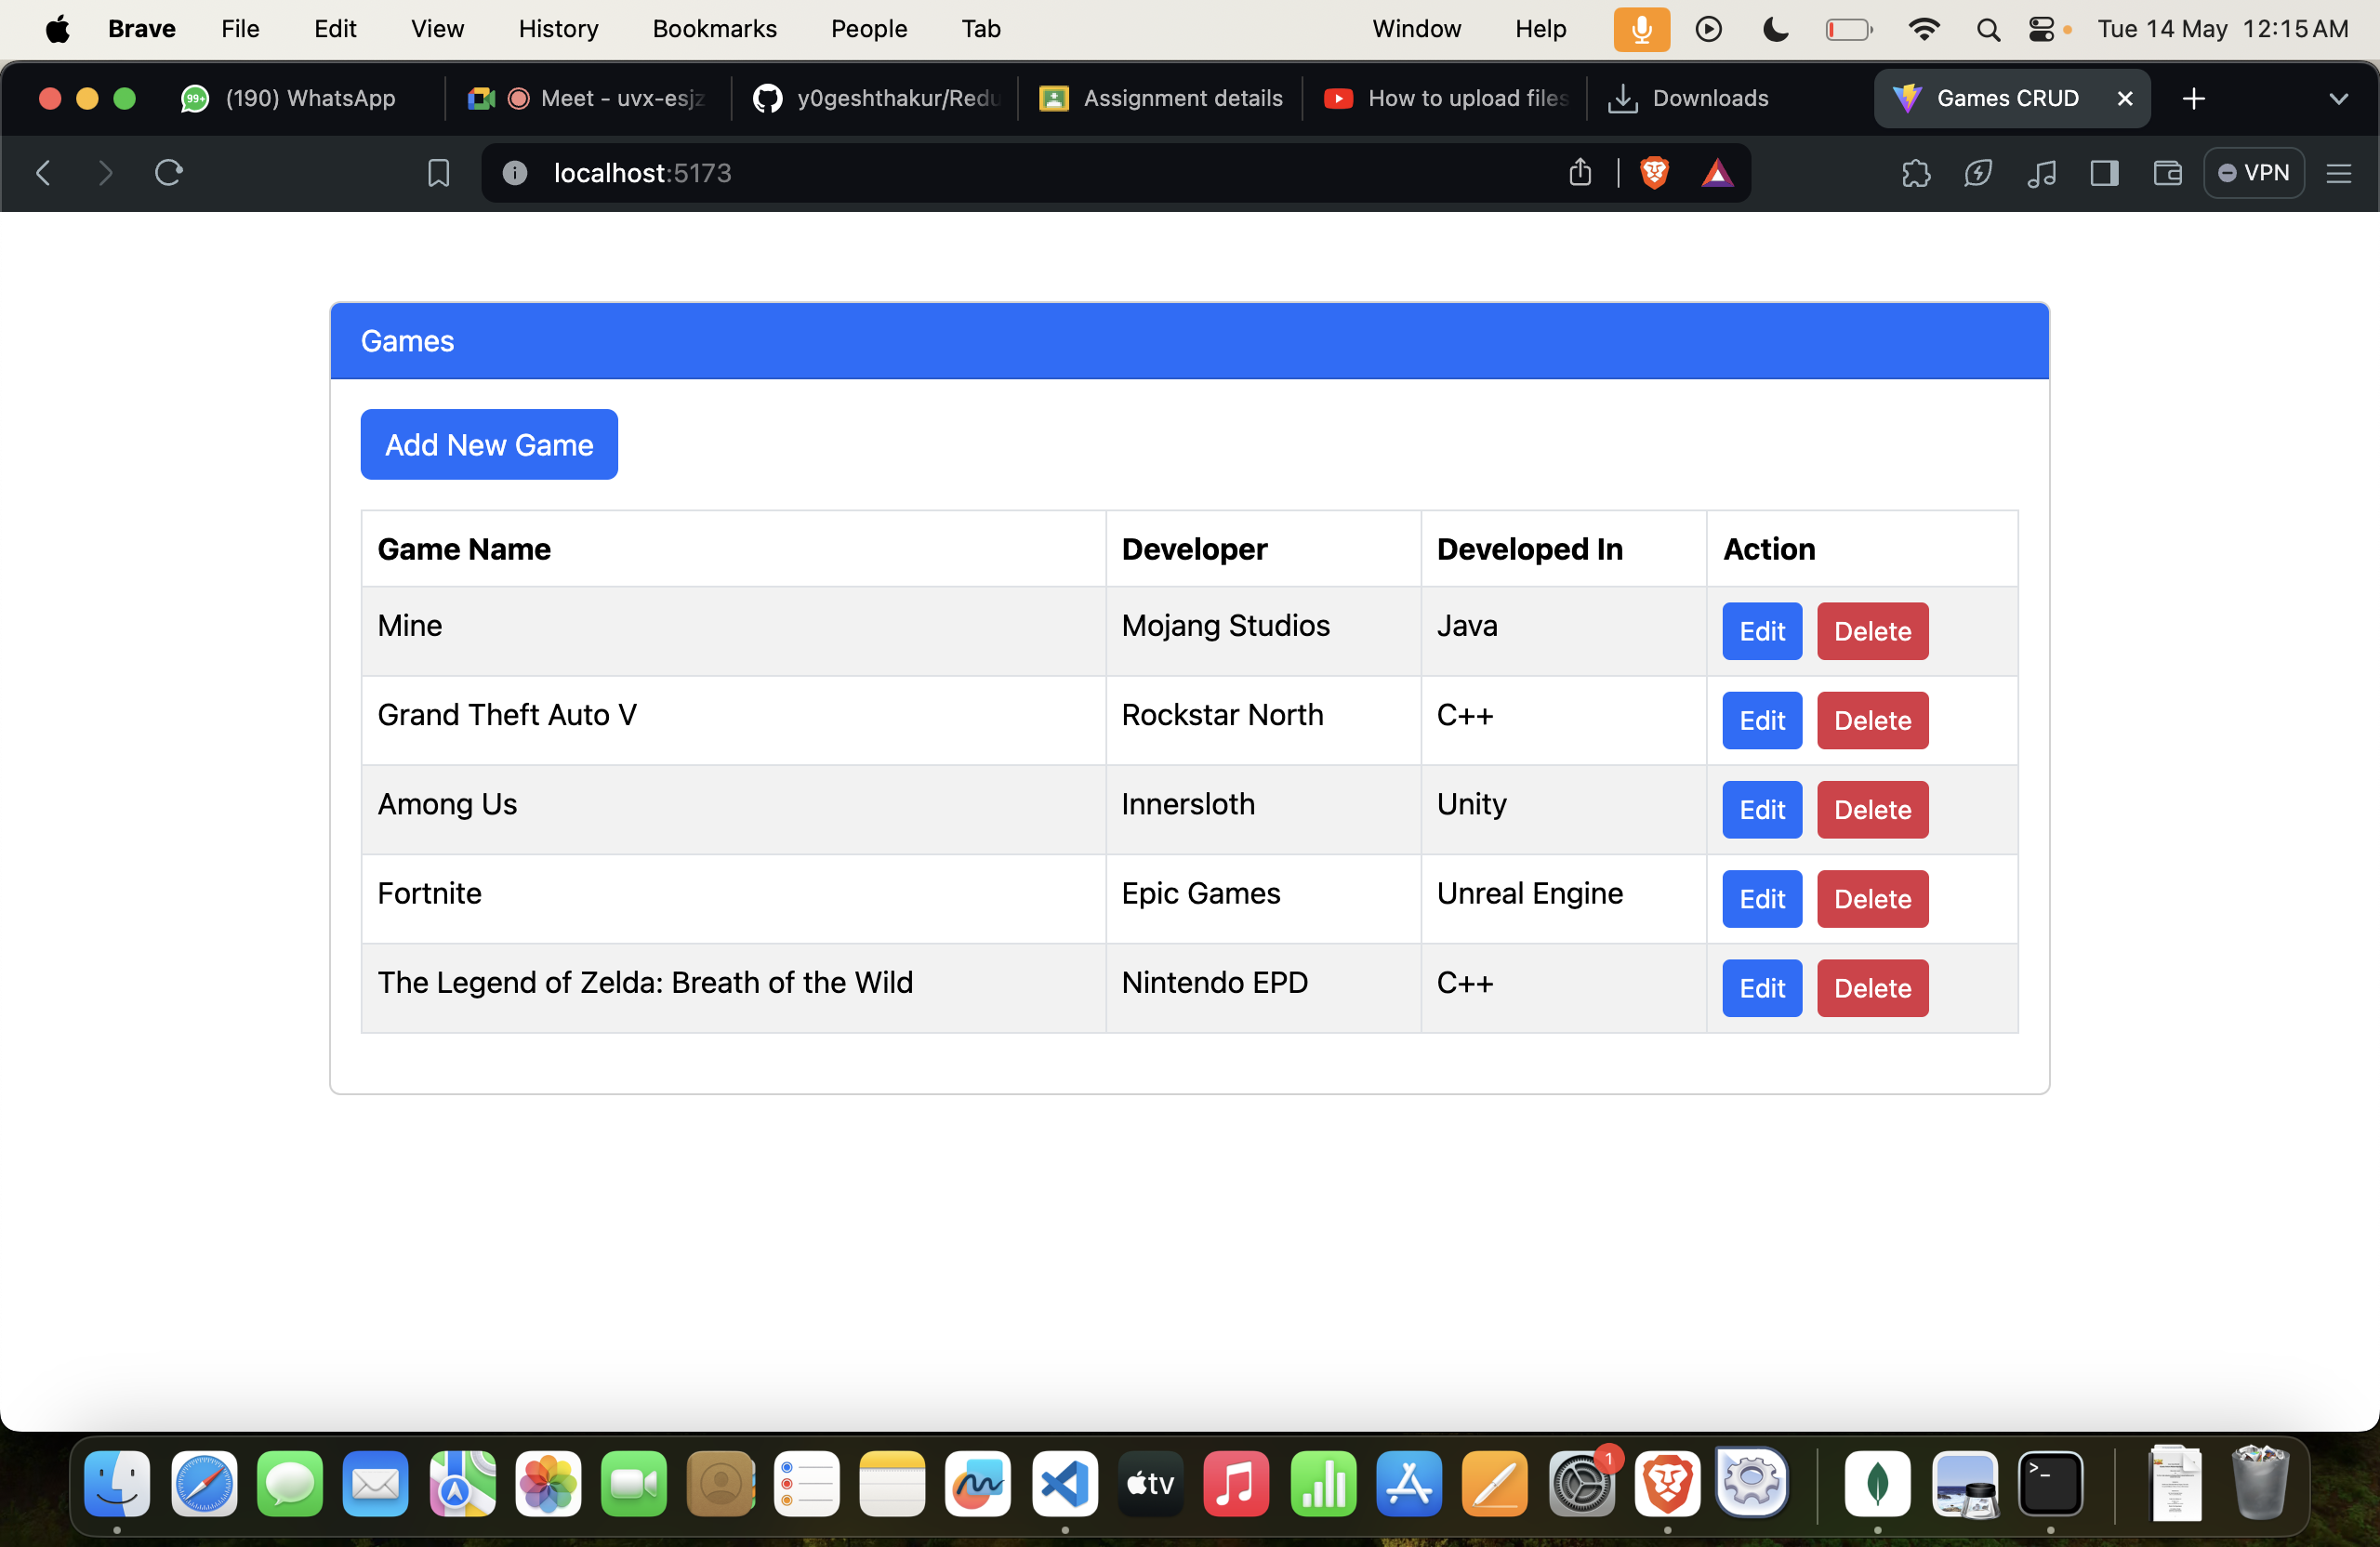 Brave File Edit View History Bookmarks People Tab Window Help Tue 14 May 12:15 AM
99+ (190) WhatsApp Meet - uvx-esjz y0geshthakur/Redu Assignment details How to upload files Downloads Games CRUD
localhost:5173 VPN
Games
Add New Game
Game Name Developer Developed In Action
Mine Mojang Studios Java Edit Delete
Grand Theft Auto V Rockstar North C++ Edit Delete
Among Us Innersloth Unity Edit Delete
Fortnite Epic Games Unreal Engine Edit Delete
The Legend of Zelda: Breath of the Wild Nintendo EPD C++ Edit Delete
tv 1 >_